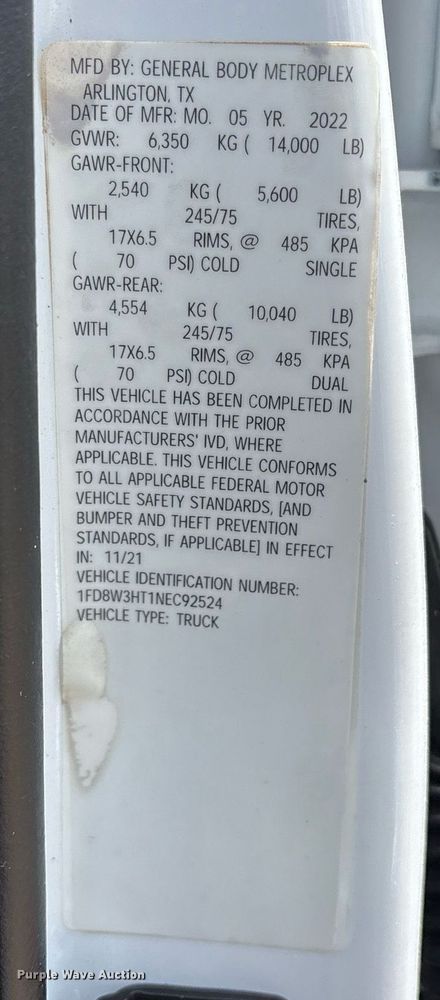 MFD BY: GENERAL BODY METROPLEX
ARLINGTON, TX
DATE OF MFR: MO. 05 YR. 2022
GVWR: 6,350 KG ( 14,000 LB)
GAWR-FRONT:
2,540 KG ( 5,600 LB)
WITH 245/75 TIRES,
17X6.5 RIMS, @ 485 KPA
( 70 PSI) COLD SINGLE
GAWR-REAR:
4,554 KG ( 10,040 LB)
WITH 245/75 TIRES,
17X6.5 RIMS, @ 485 KPA
( 70 PSI) COLD DUAL
THIS VEHICLE HAS BEEN COMPLETED IN
ACCORDANCE WITH THE PRIOR
MANUFACTURERS' IVD, WHERE
APPLICABLE. THIS VEHICLE CONFORMS
TO ALL APPLICABLE FEDERAL MOTOR
VEHICLE SAFETY STANDARDS, [AND
BUMPER AND THEFT PREVENTION
STANDARDS, IF APPLICABLE] IN EFFECT
IN: 11/21
VEHICLE IDENTIFICATION NUMBER:
1FD8W3HT1NEC92524
VEHICLE TYPE: TRUCK
Purple Wave Auction